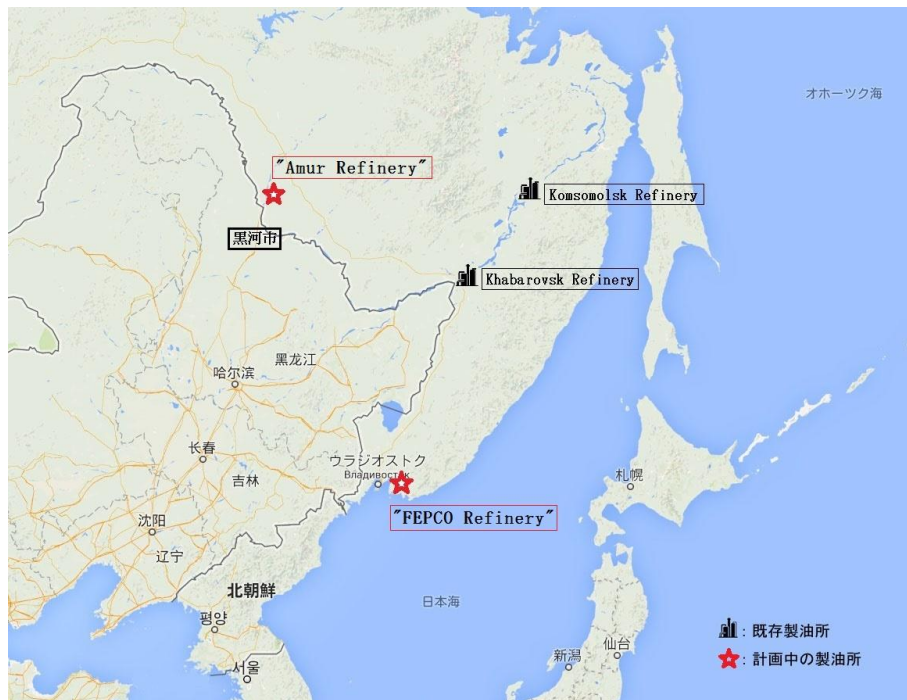 オホーツク海
"Amur Refinery"
Komsomolsk Refinery
黒河市
Khabarovsk Refinery
黑龙江
哈尔滨
长春
吉林
ウラジオストク
Владивосток
札幌
"FEPCO Refinery"
沈阳
辽宁
北朝鮮
日本海
평양
서울
新潟
仙台
: 既存製油所
: 計画中の製油所